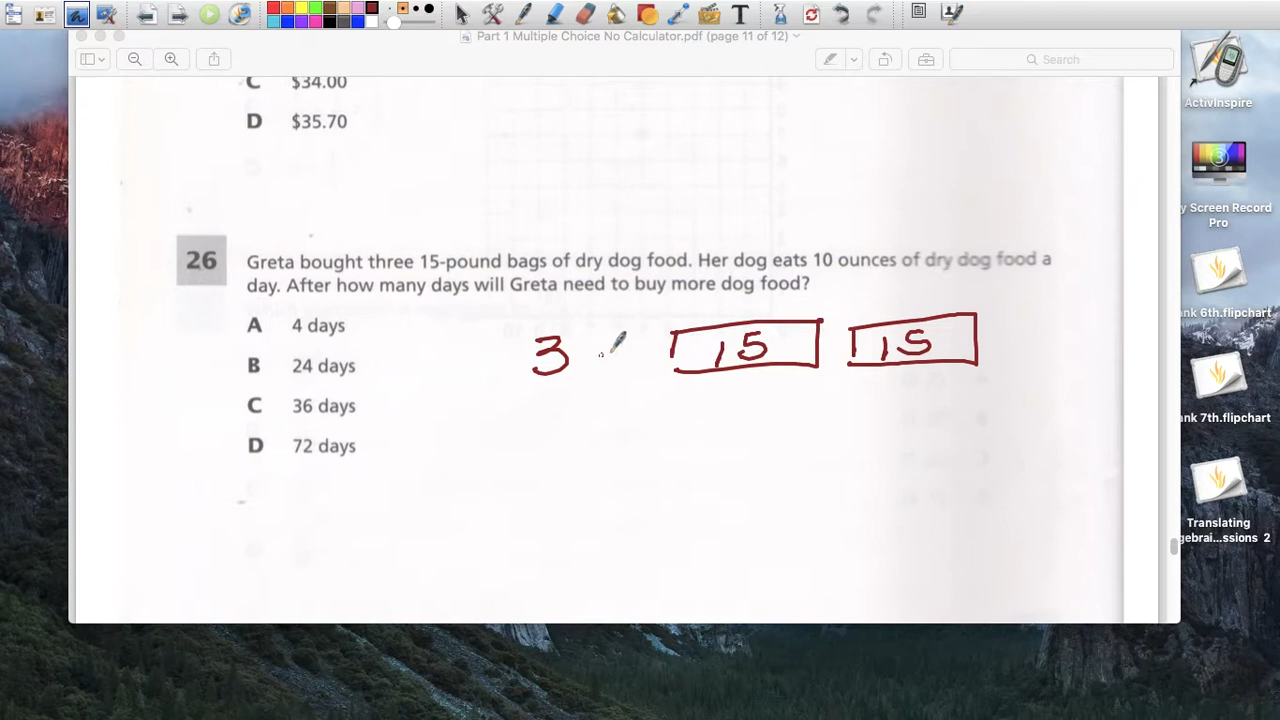 Part 1 Multiple Choice No Calculator.pdf (page 11 of 12)
Search
C $34.00
D $35.70
26 Greta bought three 15-pound bags of dry dog food. Her dog eats 10 ounces of dry dog food a
day. After how many days will Greta need to buy more dog food?
A 4 days
B 24 days
C 36 days
D 72 days
3 15 15
ActivInspire
3
y Screen Record
Pro
nk 6th.flipchart
nk 7th.flipchart
Translating
gebrai...ssions 2